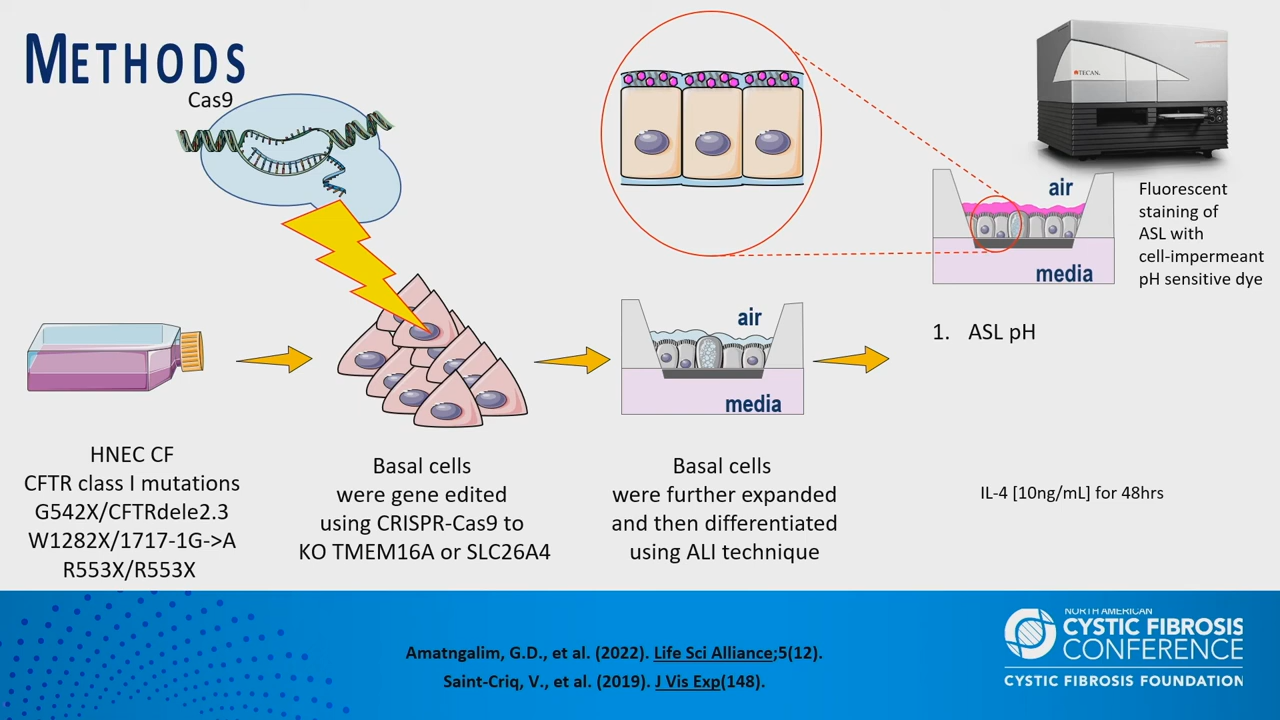 METHODS
Cas9
TECAN.
air
media
Fluorescent
staining of
ASL with
cell-impermeant
pH sensitive dye
1. ASL pH
air
media
HNEC CF
CFTR class I mutations
G542X/CFTRdele2.3
W1282X/1717-1G->A
R553X/R553X
Basal cells
were gene edited
using CRISPR-Cas9 to
KO TMEM16A or SLC26A4
Basal cells
were further expanded
and then differentiated
using ALI technique
IL-4 [10ng/mL] for 48hrs
Amatngalim, G.D., et al. (2022). Life Sci Alliance;5(12).
Saint-Criq, V., et al. (2019). J Vis Exp(148).
NORTH AMERICAN
CYSTIC FIBROSIS
CONFERENCE
CYSTIC FIBROSIS FOUNDATION